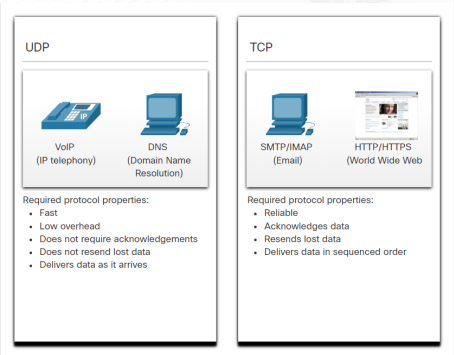 UDP
IP
VoIP
(IP telephony)
DNS
(Domain Name
Resolution)
Required protocol properties:
• Fast
• Low overhead
• Does not require acknowledgements
• Does not resend lost data
• Delivers data as it arrives
TCP
SMTP/IMAP
(Email)
HTTP/HTTPS
(World Wide Web
Required protocol properties:
• Reliable
• Acknowledges data
• Resends lost data
• Delivers data in sequenced order